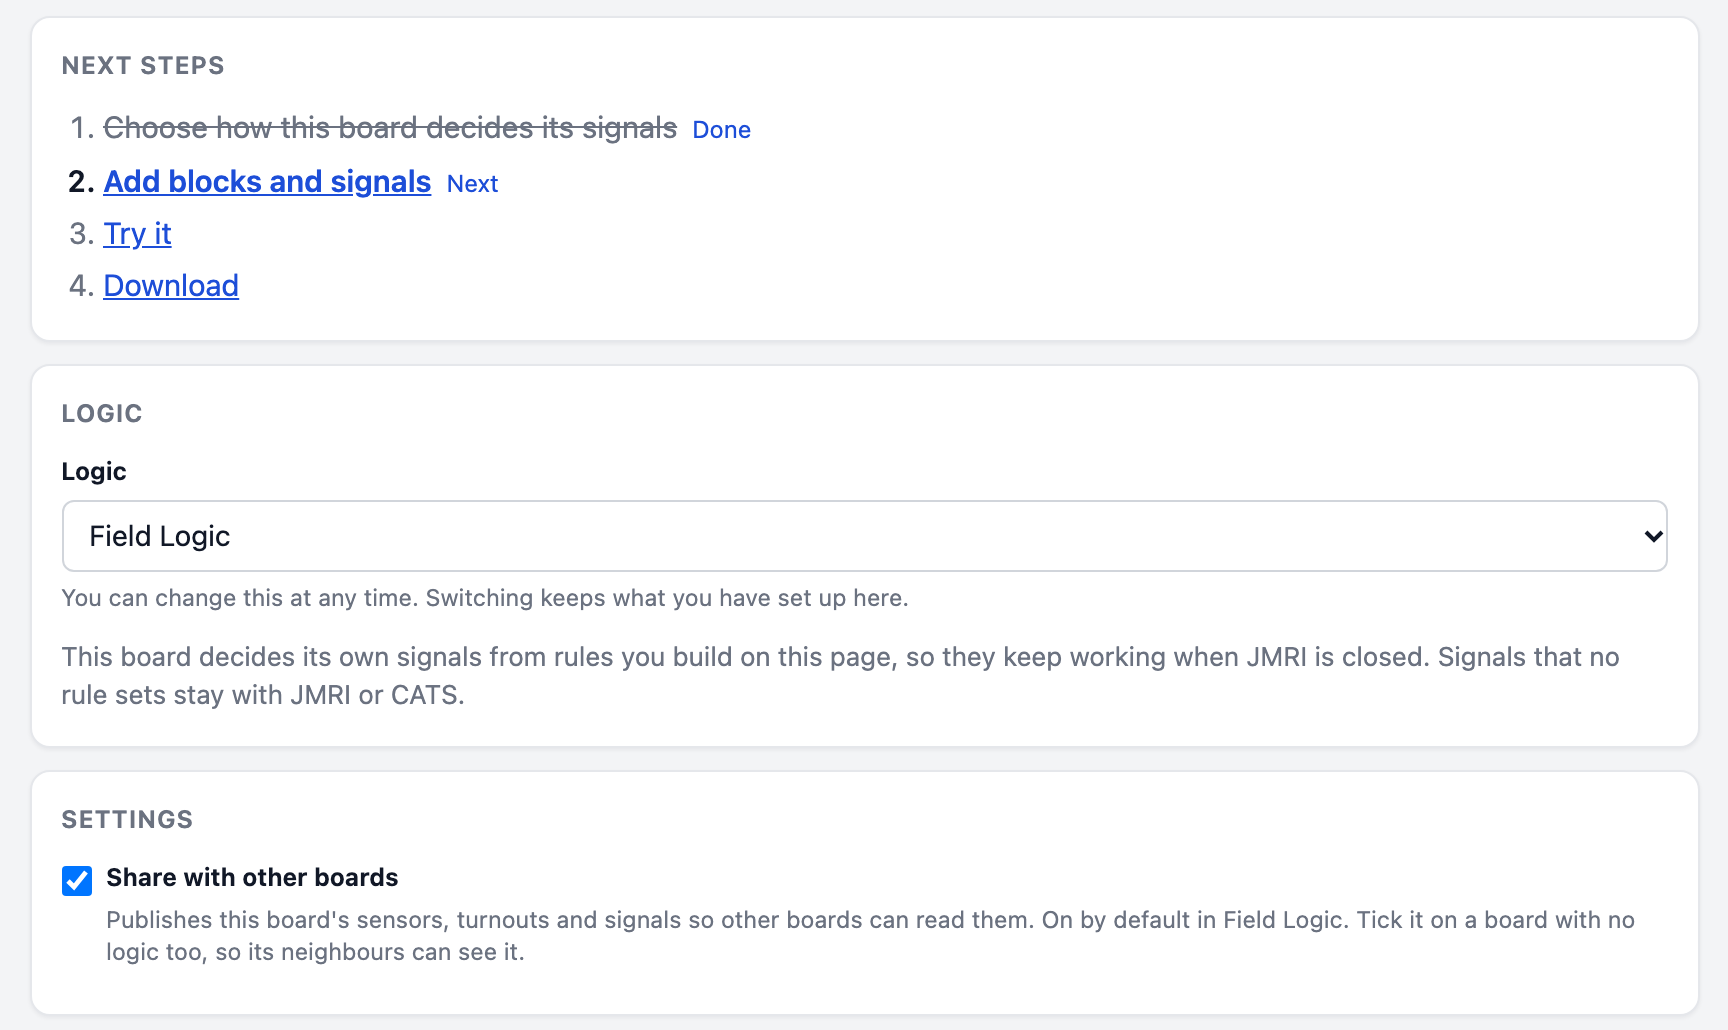 NEXT STEPS
1. Choose how this board decides its signals Done
2. Add blocks and signals Next
3. Try it
4. Download
LOGIC
Logic
Field Logic
You can change this at any time. Switching keeps what you have set up here.
This board decides its own signals from rules you build on this page, so they keep working when JMRI is closed. Signals that no
rule sets stay with JMRI or CATS.
SETTINGS
Share with other boards
Publishes this board's sensors, turnouts and signals so other boards can read them. On by default in Field Logic. Tick it on a board with no
logic too, so its neighbours can see it.